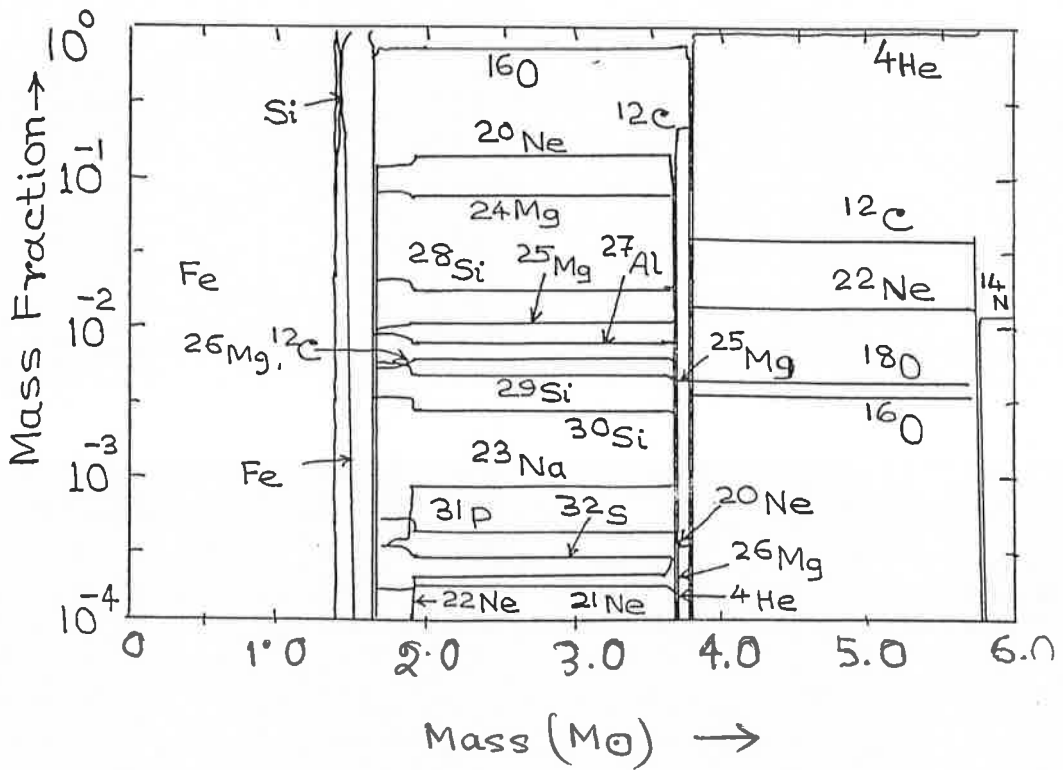 Mass Fraction →
10⁰
10⁻¹
10⁻²
10⁻³
10⁻⁴
16O
4He
Si
12C
20Ne
24Mg
12C
28Si
25Mg
27Al
Fe
22Ne
14N
26Mg, 12C
25Mg
18O
29Si
16O
30Si
Fe
23Na
31P
32S
20Ne
26Mg
22Ne
21Ne
4He
0 1.0 2.0 3.0 4.0 5.0 6.0
Mass (M⊙) →